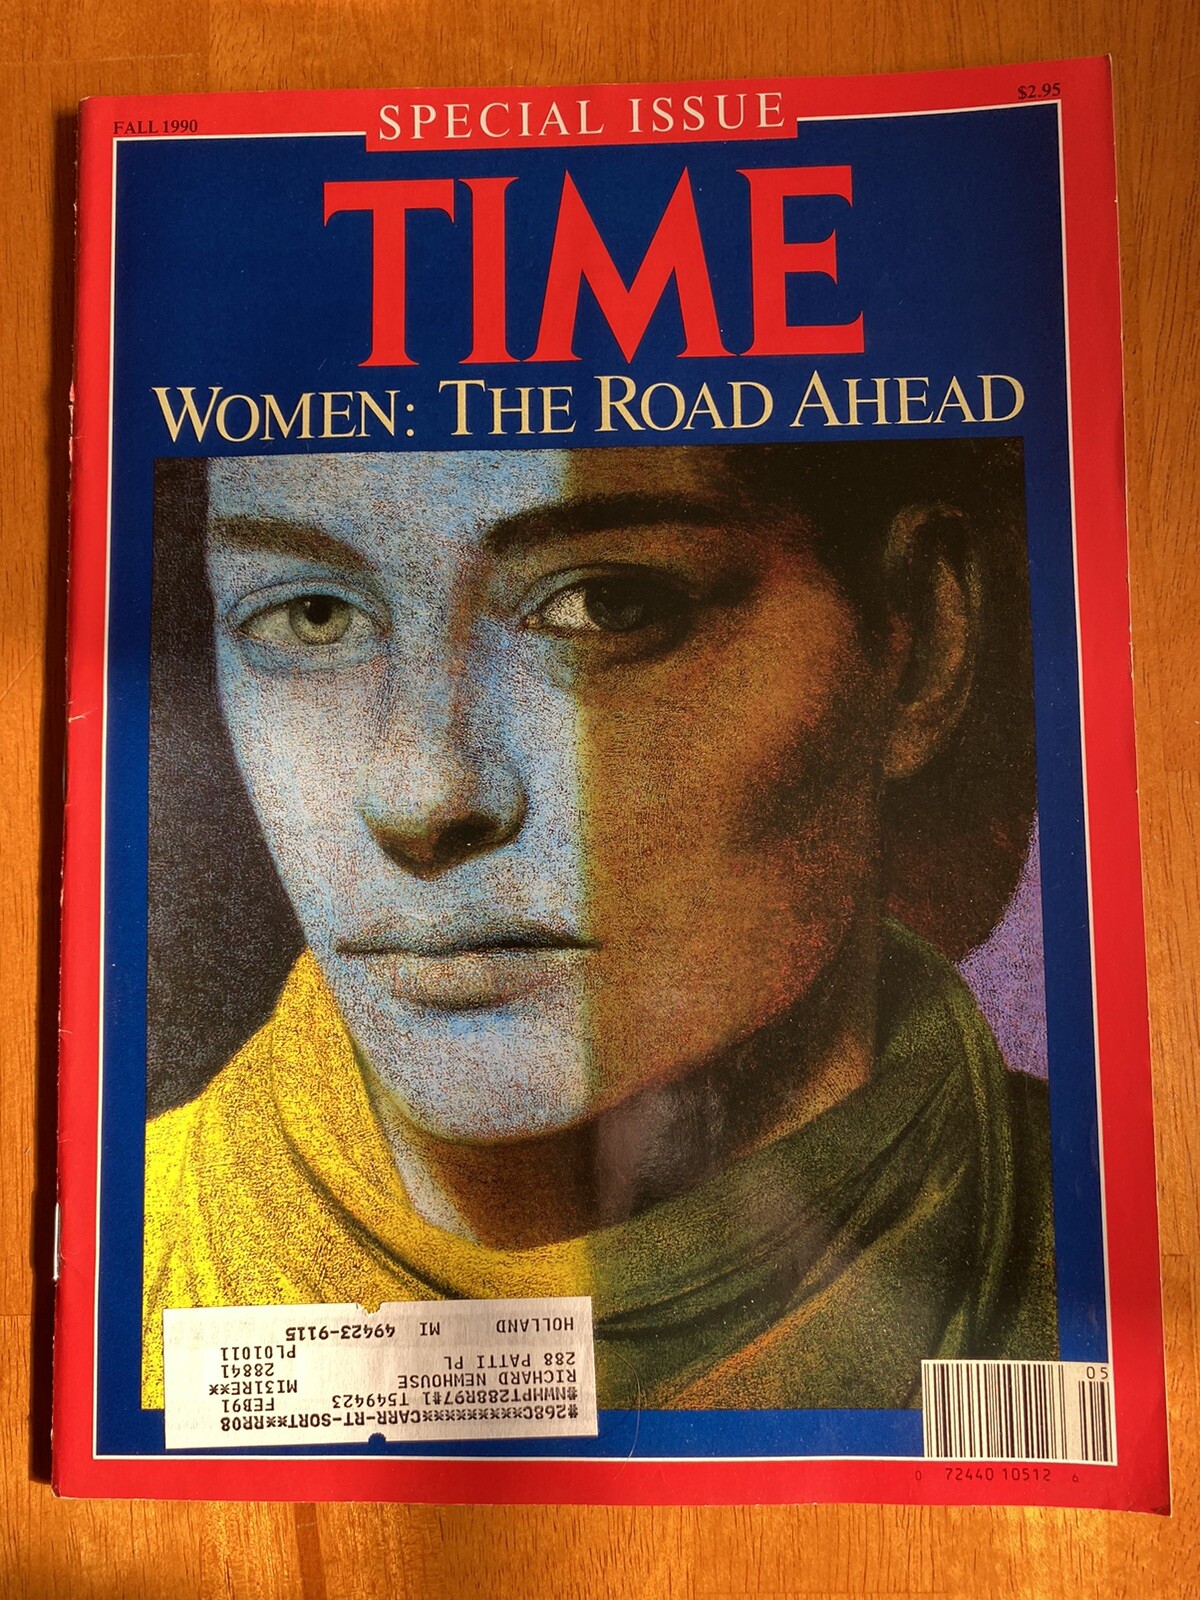 FALL 1990
SPECIAL ISSUE
$2.95
TIME
WOMEN: THE ROAD AHEAD
#268C××××××××××CARR-RT-SORT××RR08
#NWHPT288R97#1 T549423 FEB91
RICHARD NEWHOUSE MI31RE××
288 PATTI PL 28841
PL01011
HOLLAND MI 49423-9115
05
0 72440 10512 6